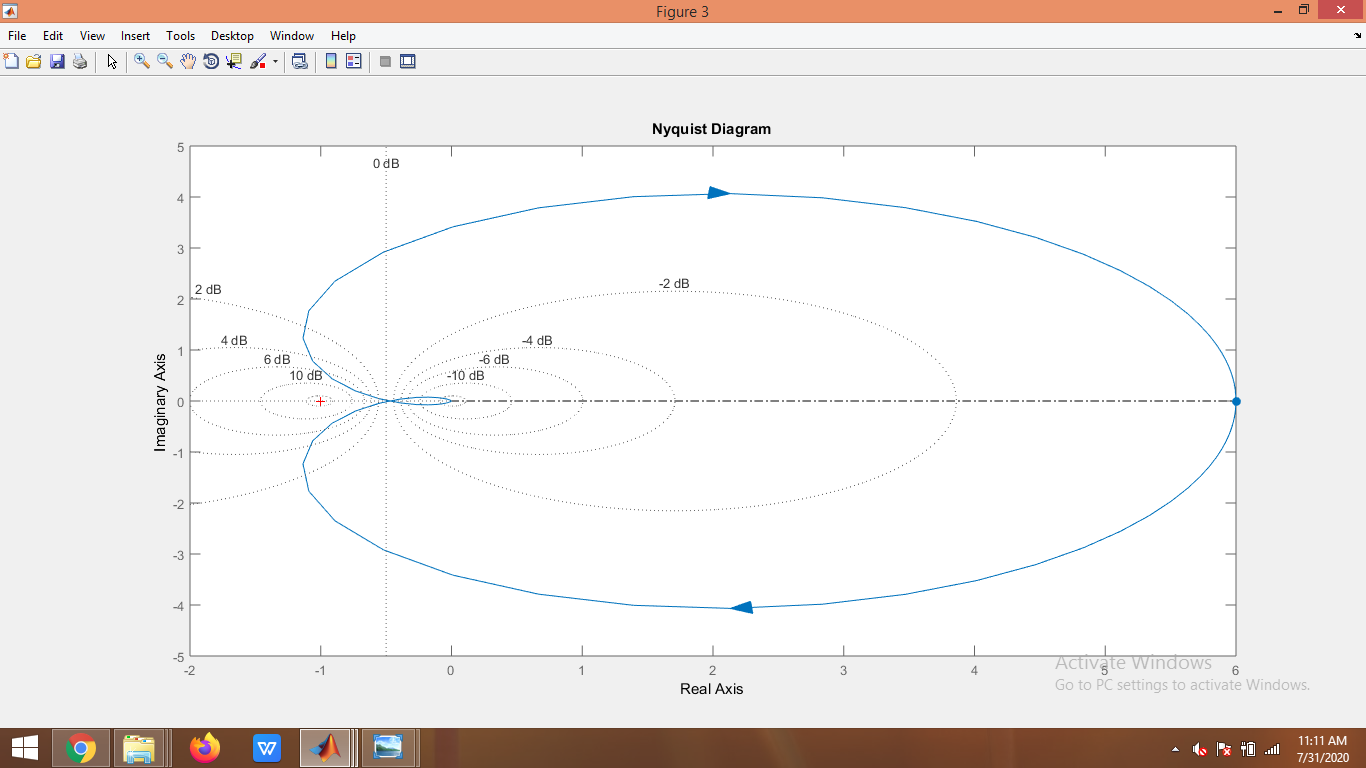 Figure 3
File Edit View Insert Tools Desktop Window Help
Nyquist Diagram
0 dB
2 dB
-2 dB
4 dB
-4 dB
6 dB
-6 dB
10 dB
-10 dB
Imaginary Axis
5
4
3
2
1
0
-1
-2
-3
-4
-5
-2 -1 0 1 2 3 4 5 6
Real Axis
Activate Windows
Go to PC settings to activate Windows.
W
11:11 AM
7/31/2020